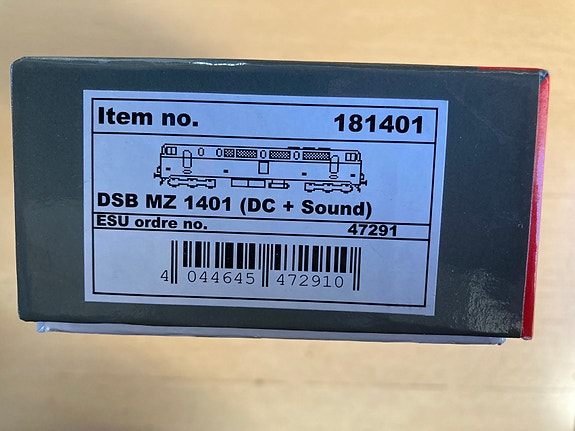 Item no. 181401
DSB MZ 1401 (DC + Sound)
ESU ordre no. 47291
4 044645 472910